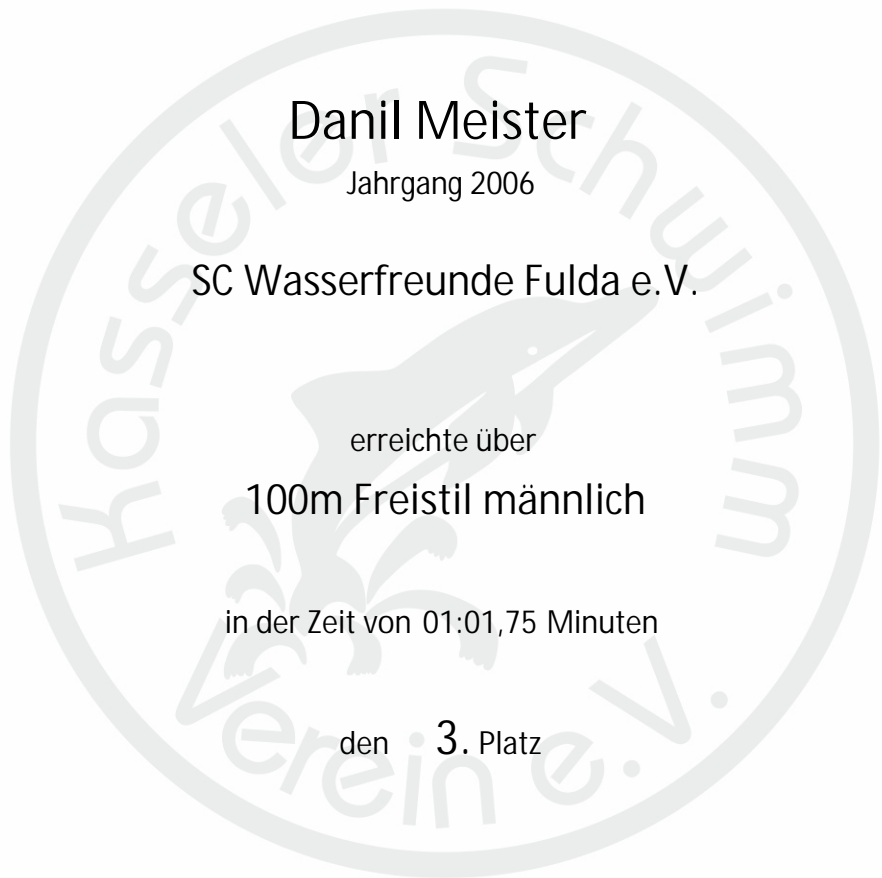 Danil Meister
Jahrgang 2006
SC Wasserfreunde Fulda e.V.
erreichte über
100m Freistil männlich
in der Zeit von 01:01,75 Minuten
den 3. Platz
Kasseler Schwimm
Verein e.V.